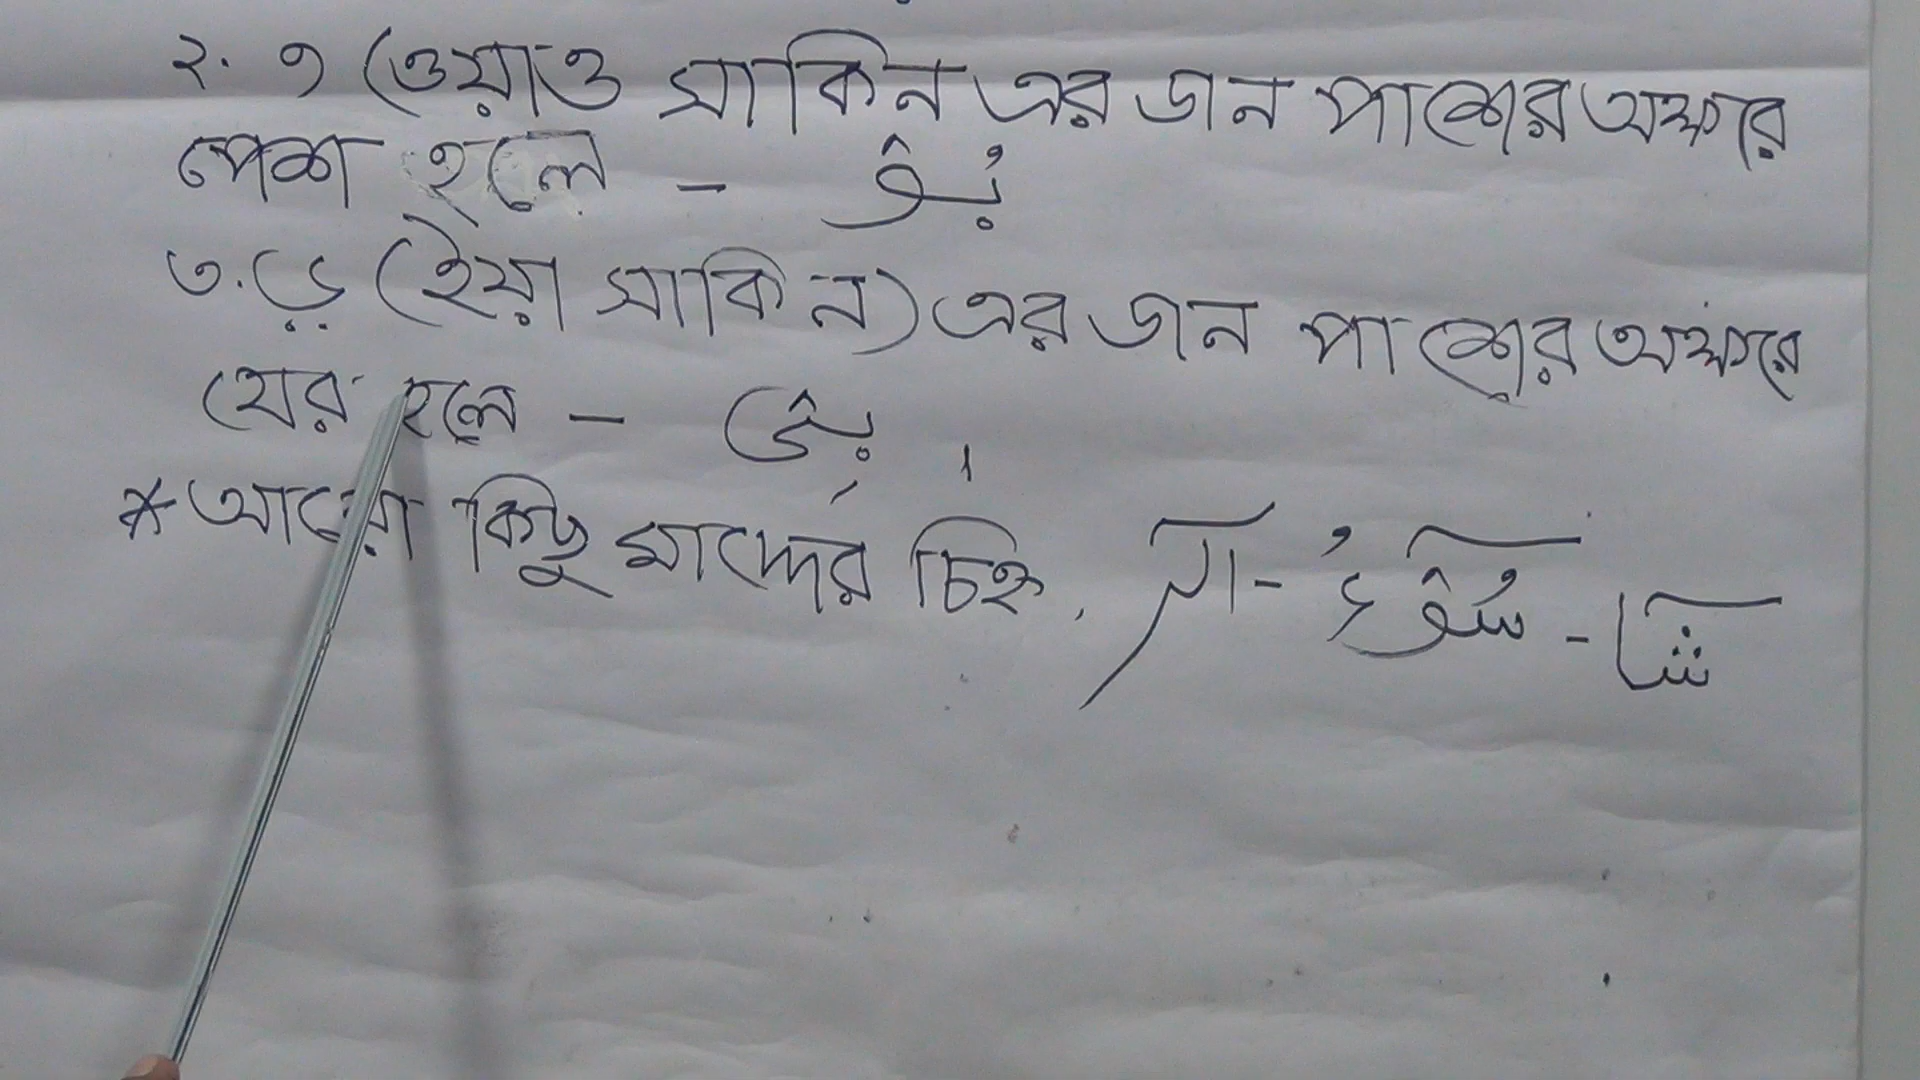 ২. و (ওয়াও সাকিন এর ডান পাশের অক্ষরে
পেশ হলে - بُوْ
৩. ي (ইয়া সাকিন) এর ডান পাশের অক্ষরে
যের হলে - بِيْ
* আরো কিছু মাদ্দের চিহ্ন, آ - سُوْٓءُ - شَآ